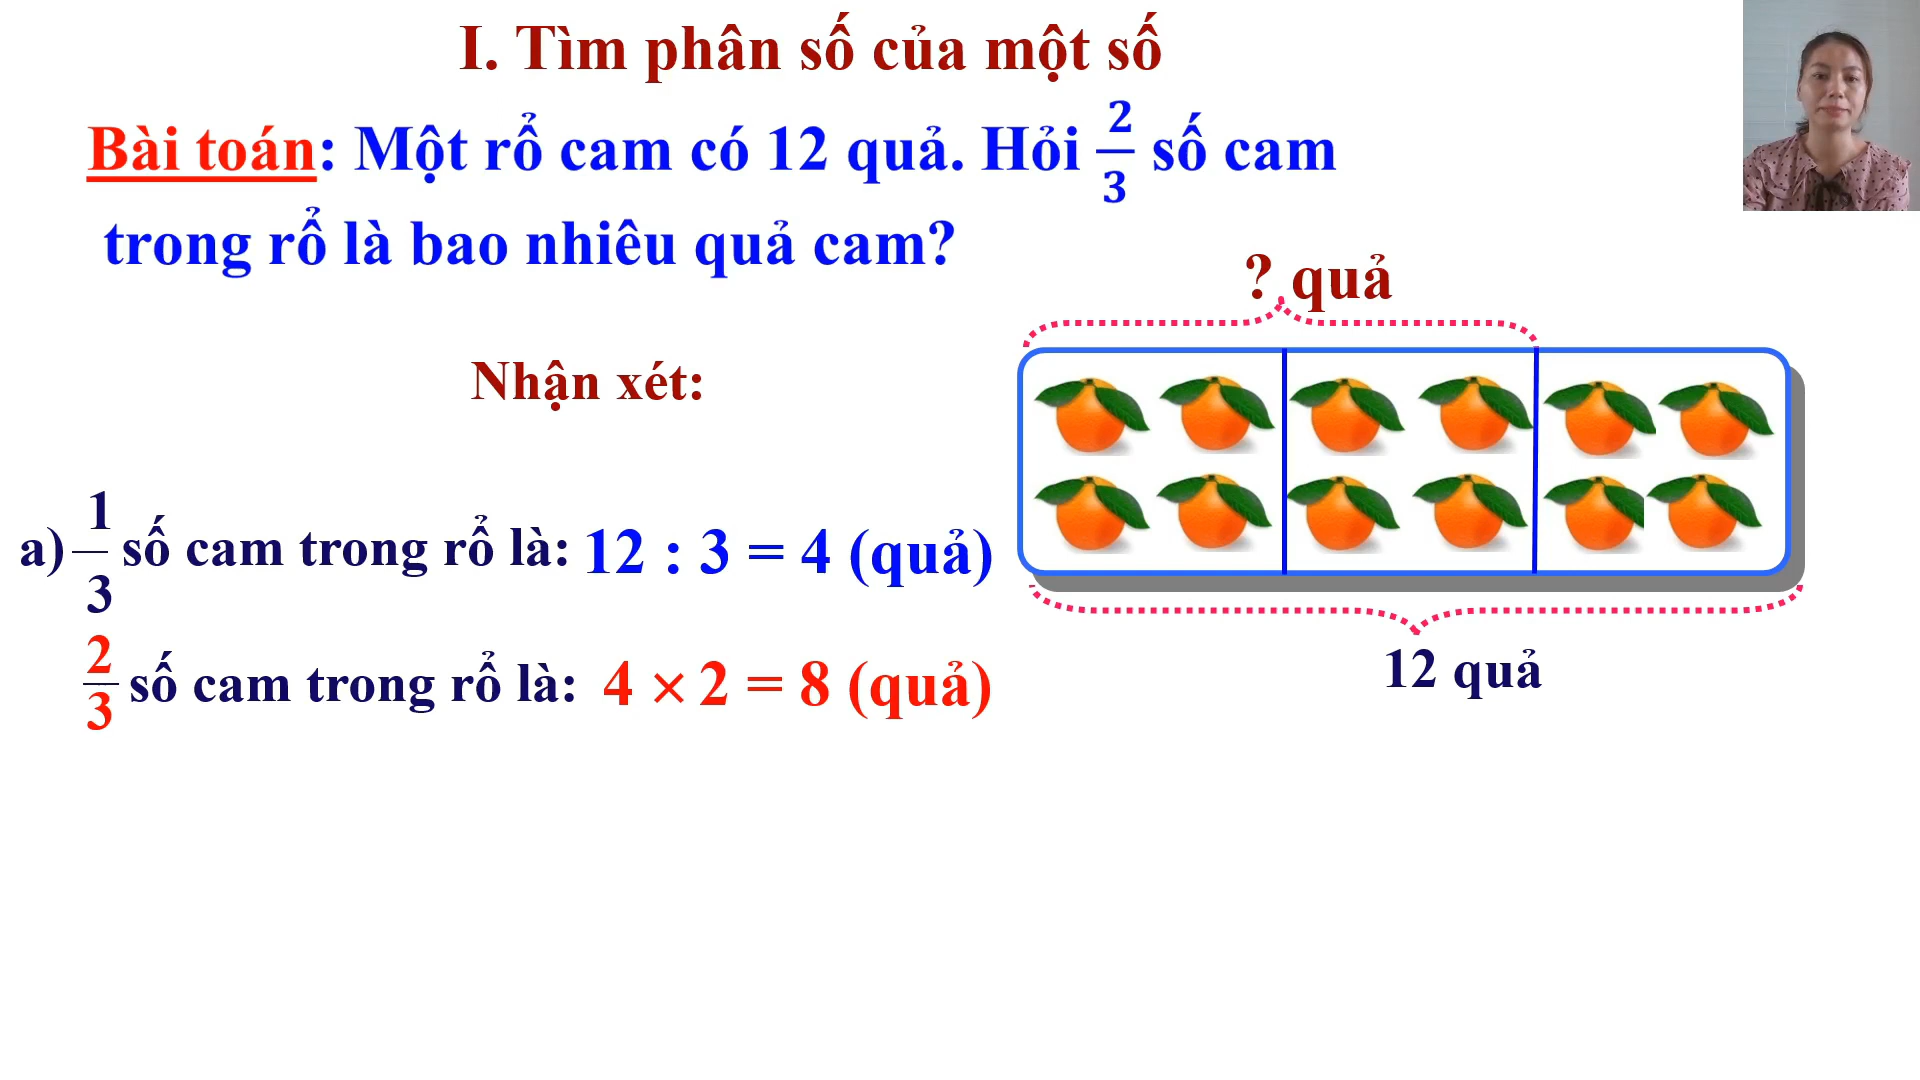 I. Tìm phân số của một số
Bài toán: Một rổ cam có 12 quả. Hỏi 2/3 số cam
trong rổ là bao nhiêu quả cam?
? quả
Nhận xét:
a) 1/3 số cam trong rổ là: 12 : 3 = 4 (quả)
2/3 số cam trong rổ là: 4 × 2 = 8 (quả)
12 quả